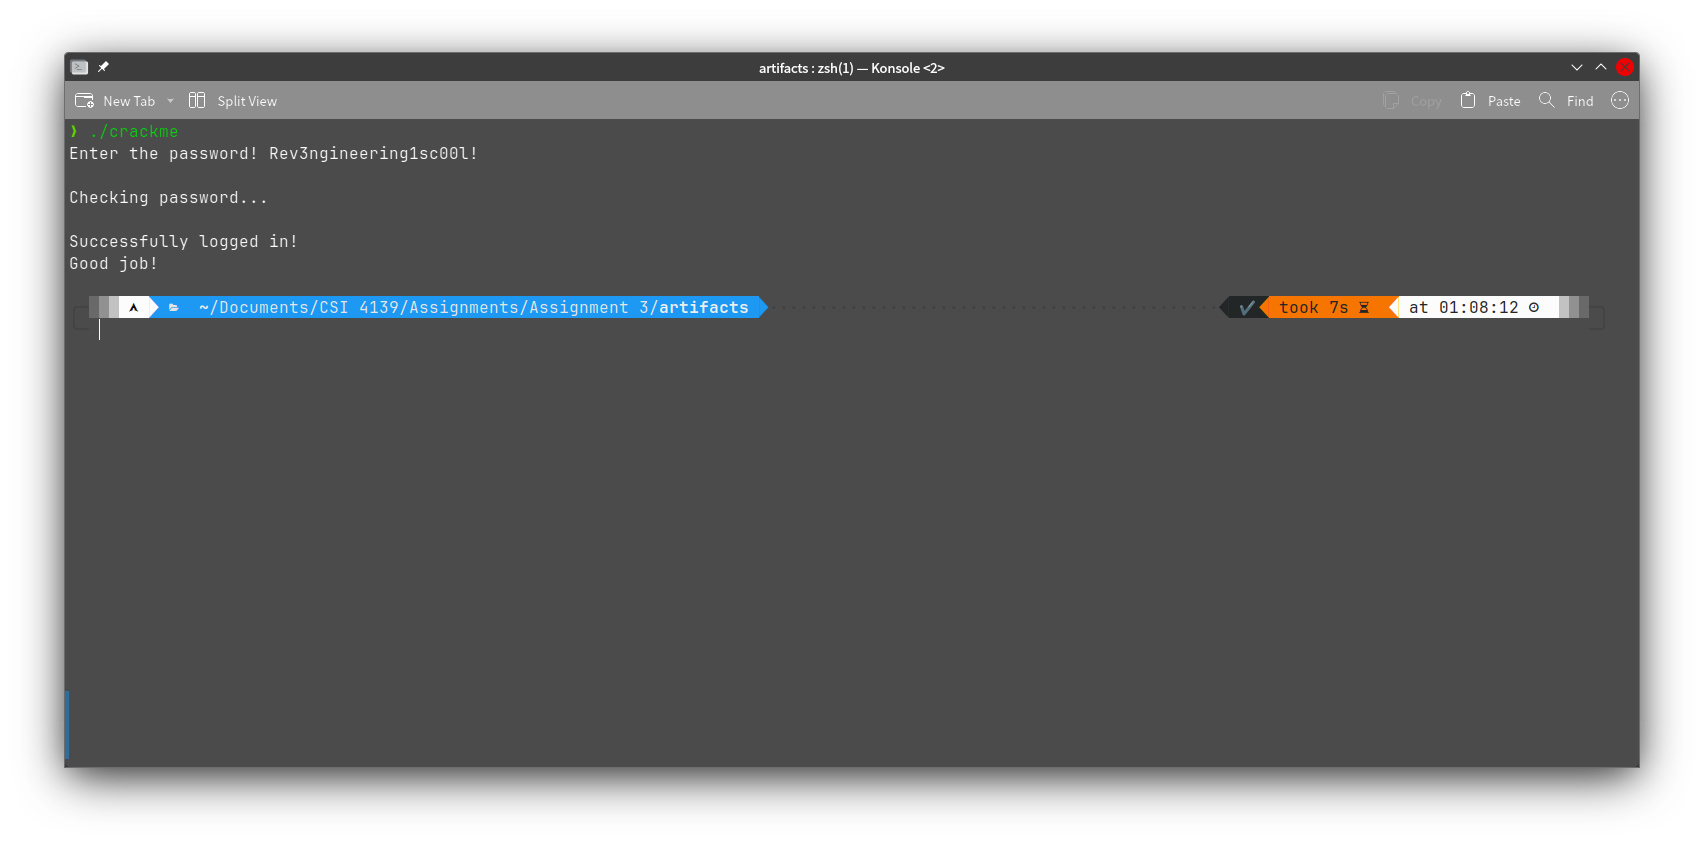 artifacts : zsh(1) — Konsole <2>
New Tab Split View Copy Paste Find
❯ ./crackme
Enter the password! Rev3ngineering1sc00l!
Checking password...
Successfully logged in!
Good job!
~/Documents/CSI 4139/Assignments/Assignment 3/artifacts ✔ took 7s at 01:08:12